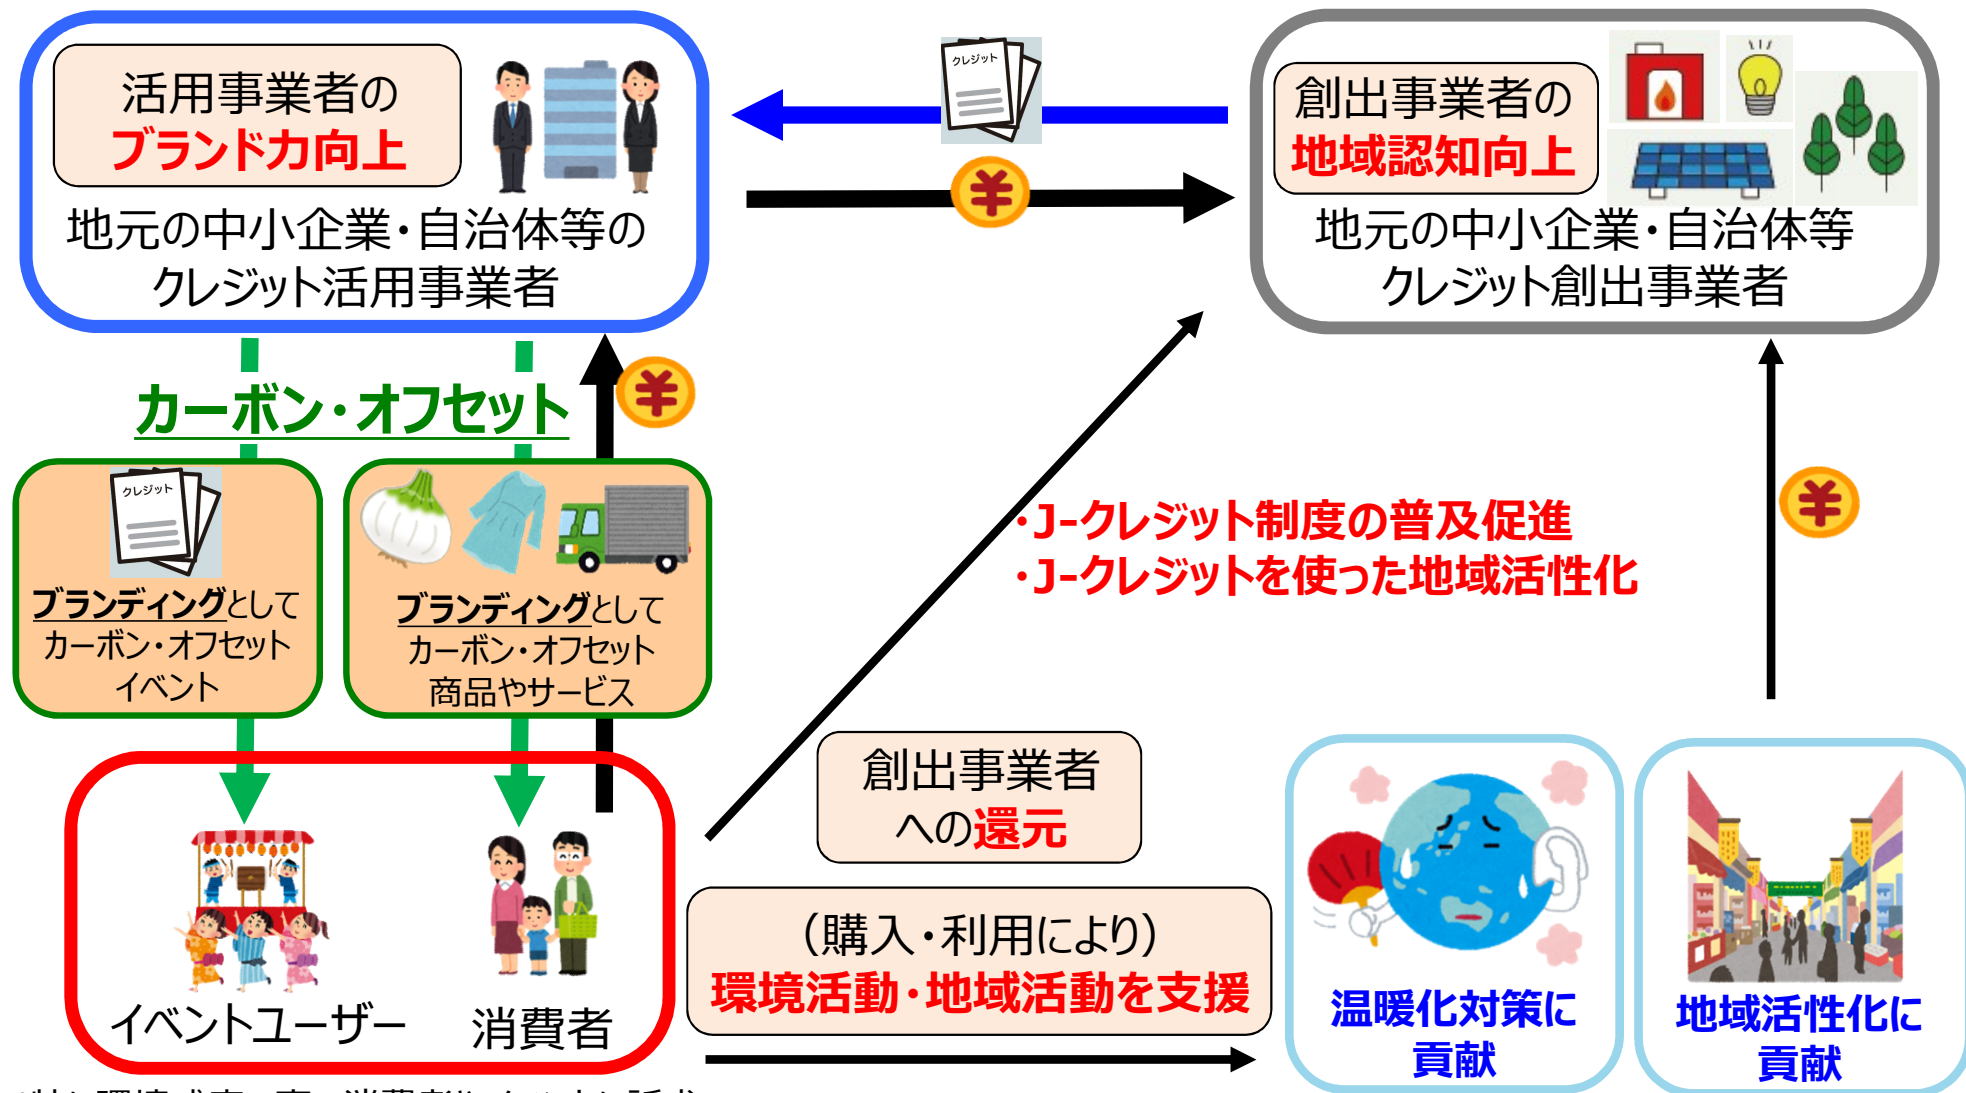 活用事業者の
ブランド力向上
地元の中小企業・自治体等の
クレジット活用事業者
クレジット
¥
創出事業者の
地域認知向上
地元の中小企業・自治体等
クレジット創出事業者
カーボン・オフセット
¥
クレジット
ブランディングとして
カーボン・オフセット
イベント
ブランディングとして
カーボン・オフセット
商品やサービス
・J-クレジット制度の普及促進
・J-クレジットを使った地域活性化
¥
創出事業者
への還元
(購入・利用により)
環境活動・地域活動を支援
イベントユーザー
消費者
温暖化対策に
貢献
地域活性化に
貢献